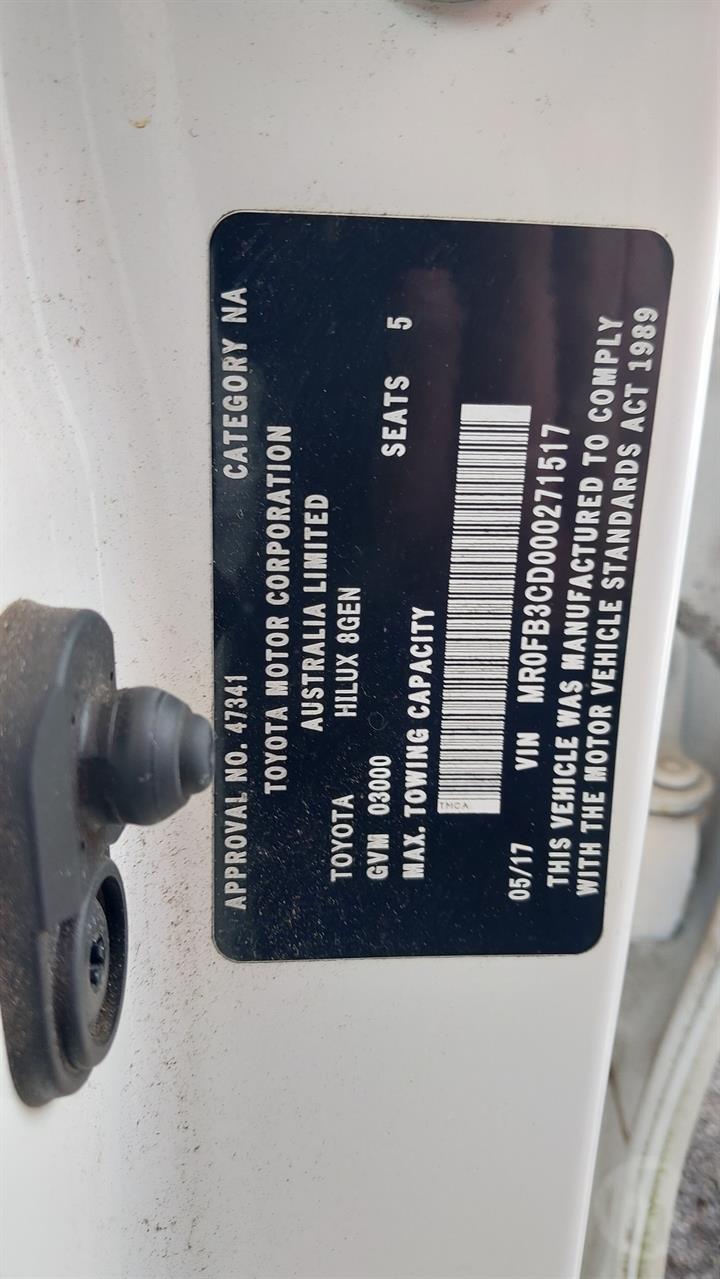 APPROVAL NO. 47341 CATEGORY NA
TOYOTA MOTOR CORPORATION
AUSTRALIA LIMITED
TOYOTA HILUX 8GEN
GVM 03000 SEATS 5
MAX. TOWING CAPACITY
TMCA
05/17 VIN MR0FB3CD000271517
THIS VEHICLE WAS MANUFACTURED TO COMPLY
WITH THE MOTOR VEHICLE STANDARDS ACT 1989